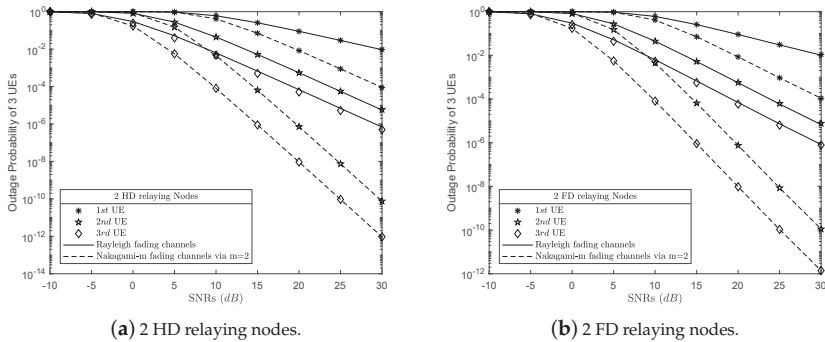 10^0
10^-2
10^-4
10^-6
10^-8
10^-10
10^-12
10^-14
Outage Probability of 3 UEs
2 HD relaying Nodes
1st UE
2nd UE
3rd UE
Rayleigh fading channels
Nakagami-m fading channels via m=2
-10 -5 0 5 10 15 20 25 30
SNRs (dB)
(a) 2 HD relaying nodes.
10^0
10^-2
10^-4
10^-6
10^-8
10^-10
10^-12
Outage Probability of 3 UEs
2 FD relaying Nodes
1st UE
2nd UE
3rd UE
Rayleigh fading channels
Nakagami-m fading channels via m=2
-10 -5 0 5 10 15 20 25 30
SNRs (dB)
(b) 2 FD relaying nodes.